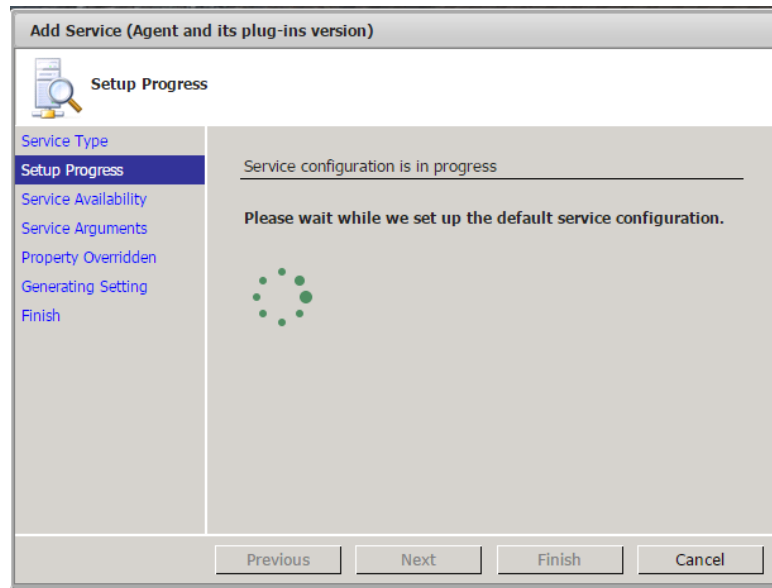 Add Service (Agent and its plug-ins version)
Setup Progress
Service Type
Setup Progress
Service Availability
Service Arguments
Property Overridden
Generating Setting
Finish
Service configuration is in progress
Please wait while we set up the default service configuration.
Previous
Next
Finish
Cancel